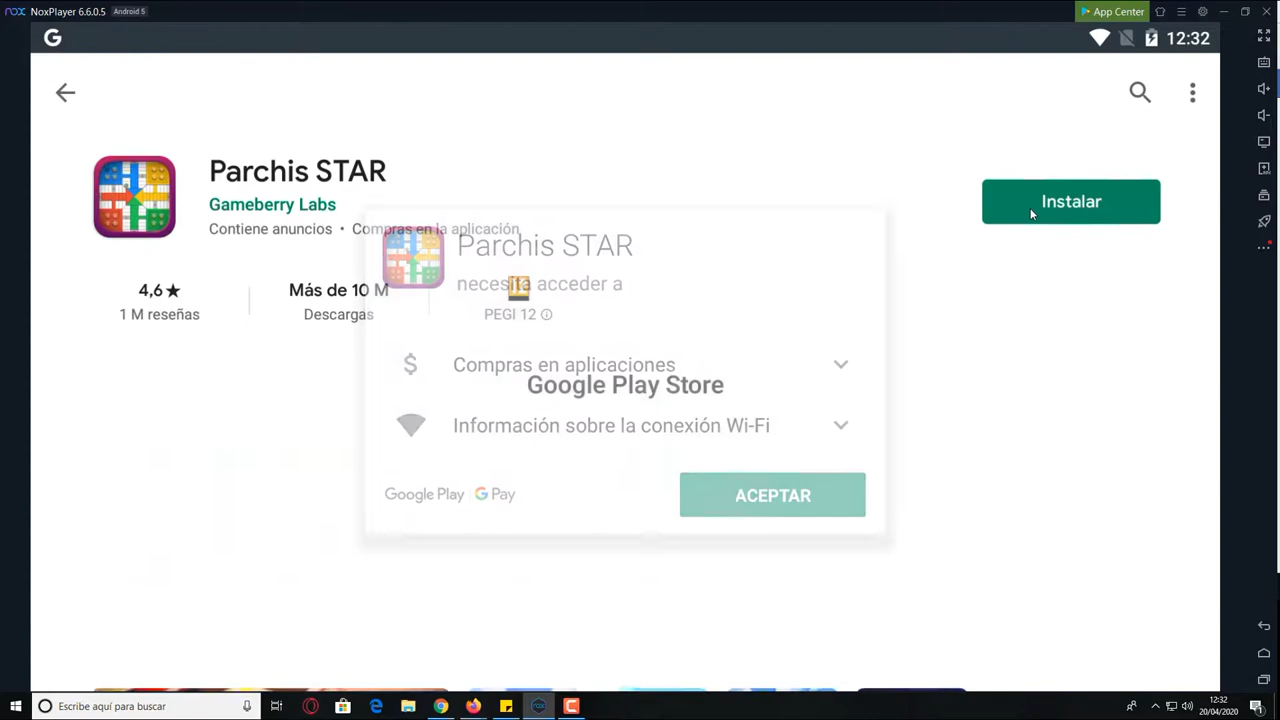 nox NoxPlayer 6.6.0.5 Android 5
App Center
G
12:32
Parchis STAR
Instalar
Gameberry Labs
Contiene anuncios • Compras en la aplicación
Parchis STAR
necesita acceder a
4,6★
Más de 10 M
1 M reseñas
Descargas
PEGI 12
Compras en aplicaciones
Google Play Store
Información sobre la conexión Wi-Fi
Google Play G Pay
ACEPTAR
Escribe aquí para buscar
12:32
20/04/2020